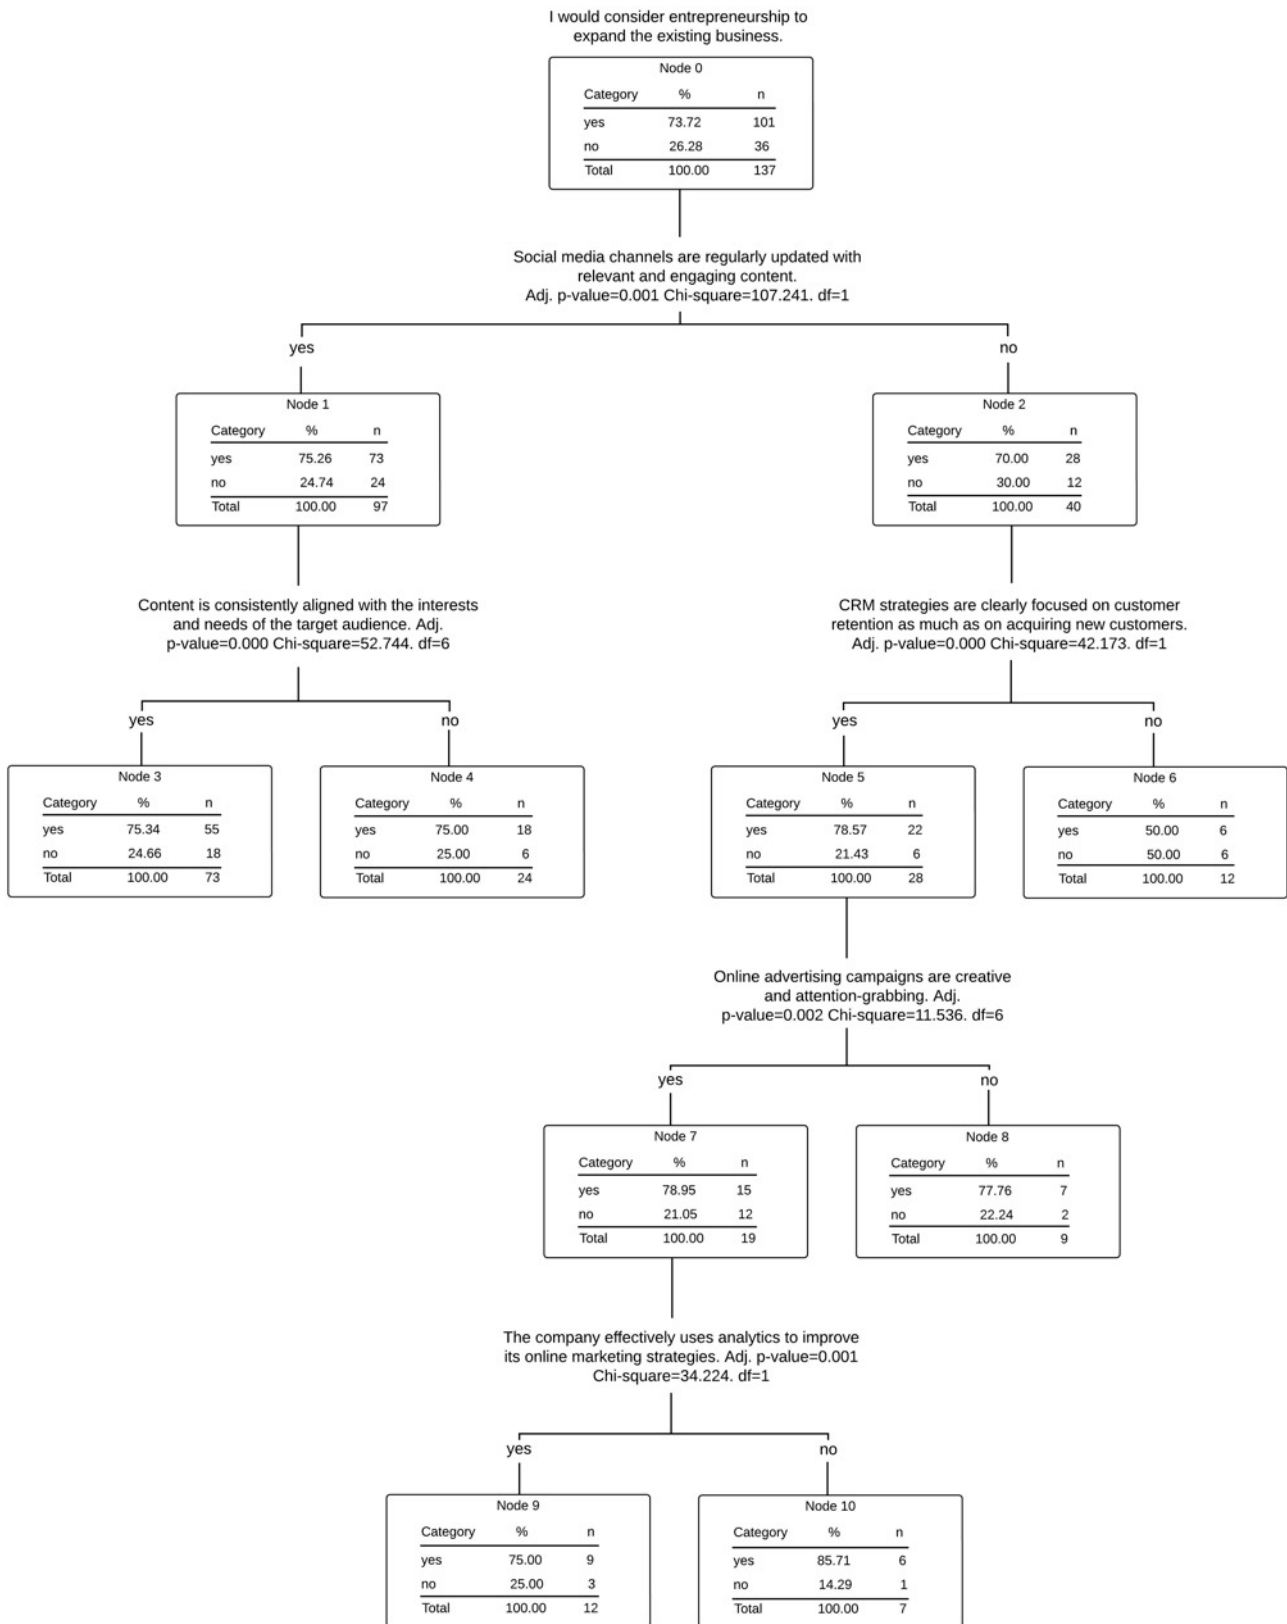 I would consider entrepreneurship to
expand the existing business.
Node 0
Category % n
yes 73.72 101
no 26.28 36
Total 100.00 137
Social media channels are regularly updated with
relevant and engaging content.
Adj. p-value=0.001 Chi-square=107.241. df=1
yes
no
Node 1
Category % n
yes 75.26 73
no 24.74 24
Total 100.00 97
Node 2
Category % n
yes 70.00 28
no 30.00 12
Total 100.00 40
Content is consistently aligned with the interests
and needs of the target audience. Adj.
p-value=0.000 Chi-square=52.744. df=6
CRM strategies are clearly focused on customer
retention as much as on acquiring new customers.
Adj. p-value=0.000 Chi-square=42.173. df=1
yes
no
yes
no
Node 3
Category % n
yes 75.34 55
no 24.66 18
Total 100.00 73
Node 4
Category % n
yes 75.00 18
no 25.00 6
Total 100.00 24
Node 5
Category % n
yes 78.57 22
no 21.43 6
Total 100.00 28
Node 6
Category % n
yes 50.00 6
no 50.00 6
Total 100.00 12
Online advertising campaigns are creative
and attention-grabbing. Adj.
p-value=0.002 Chi-square=11.536. df=6
yes
no
Node 7
Category % n
yes 78.95 15
no 21.05 12
Total 100.00 19
Node 8
Category % n
yes 77.76 7
no 22.24 2
Total 100.00 9
The company effectively uses analytics to improve
its online marketing strategies. Adj. p-value=0.001
Chi-square=34.224. df=1
yes
no
Node 9
Category % n
yes 75.00 9
no 25.00 3
Total 100.00 12
Node 10
Category % n
yes 85.71 6
no 14.29 1
Total 100.00 7